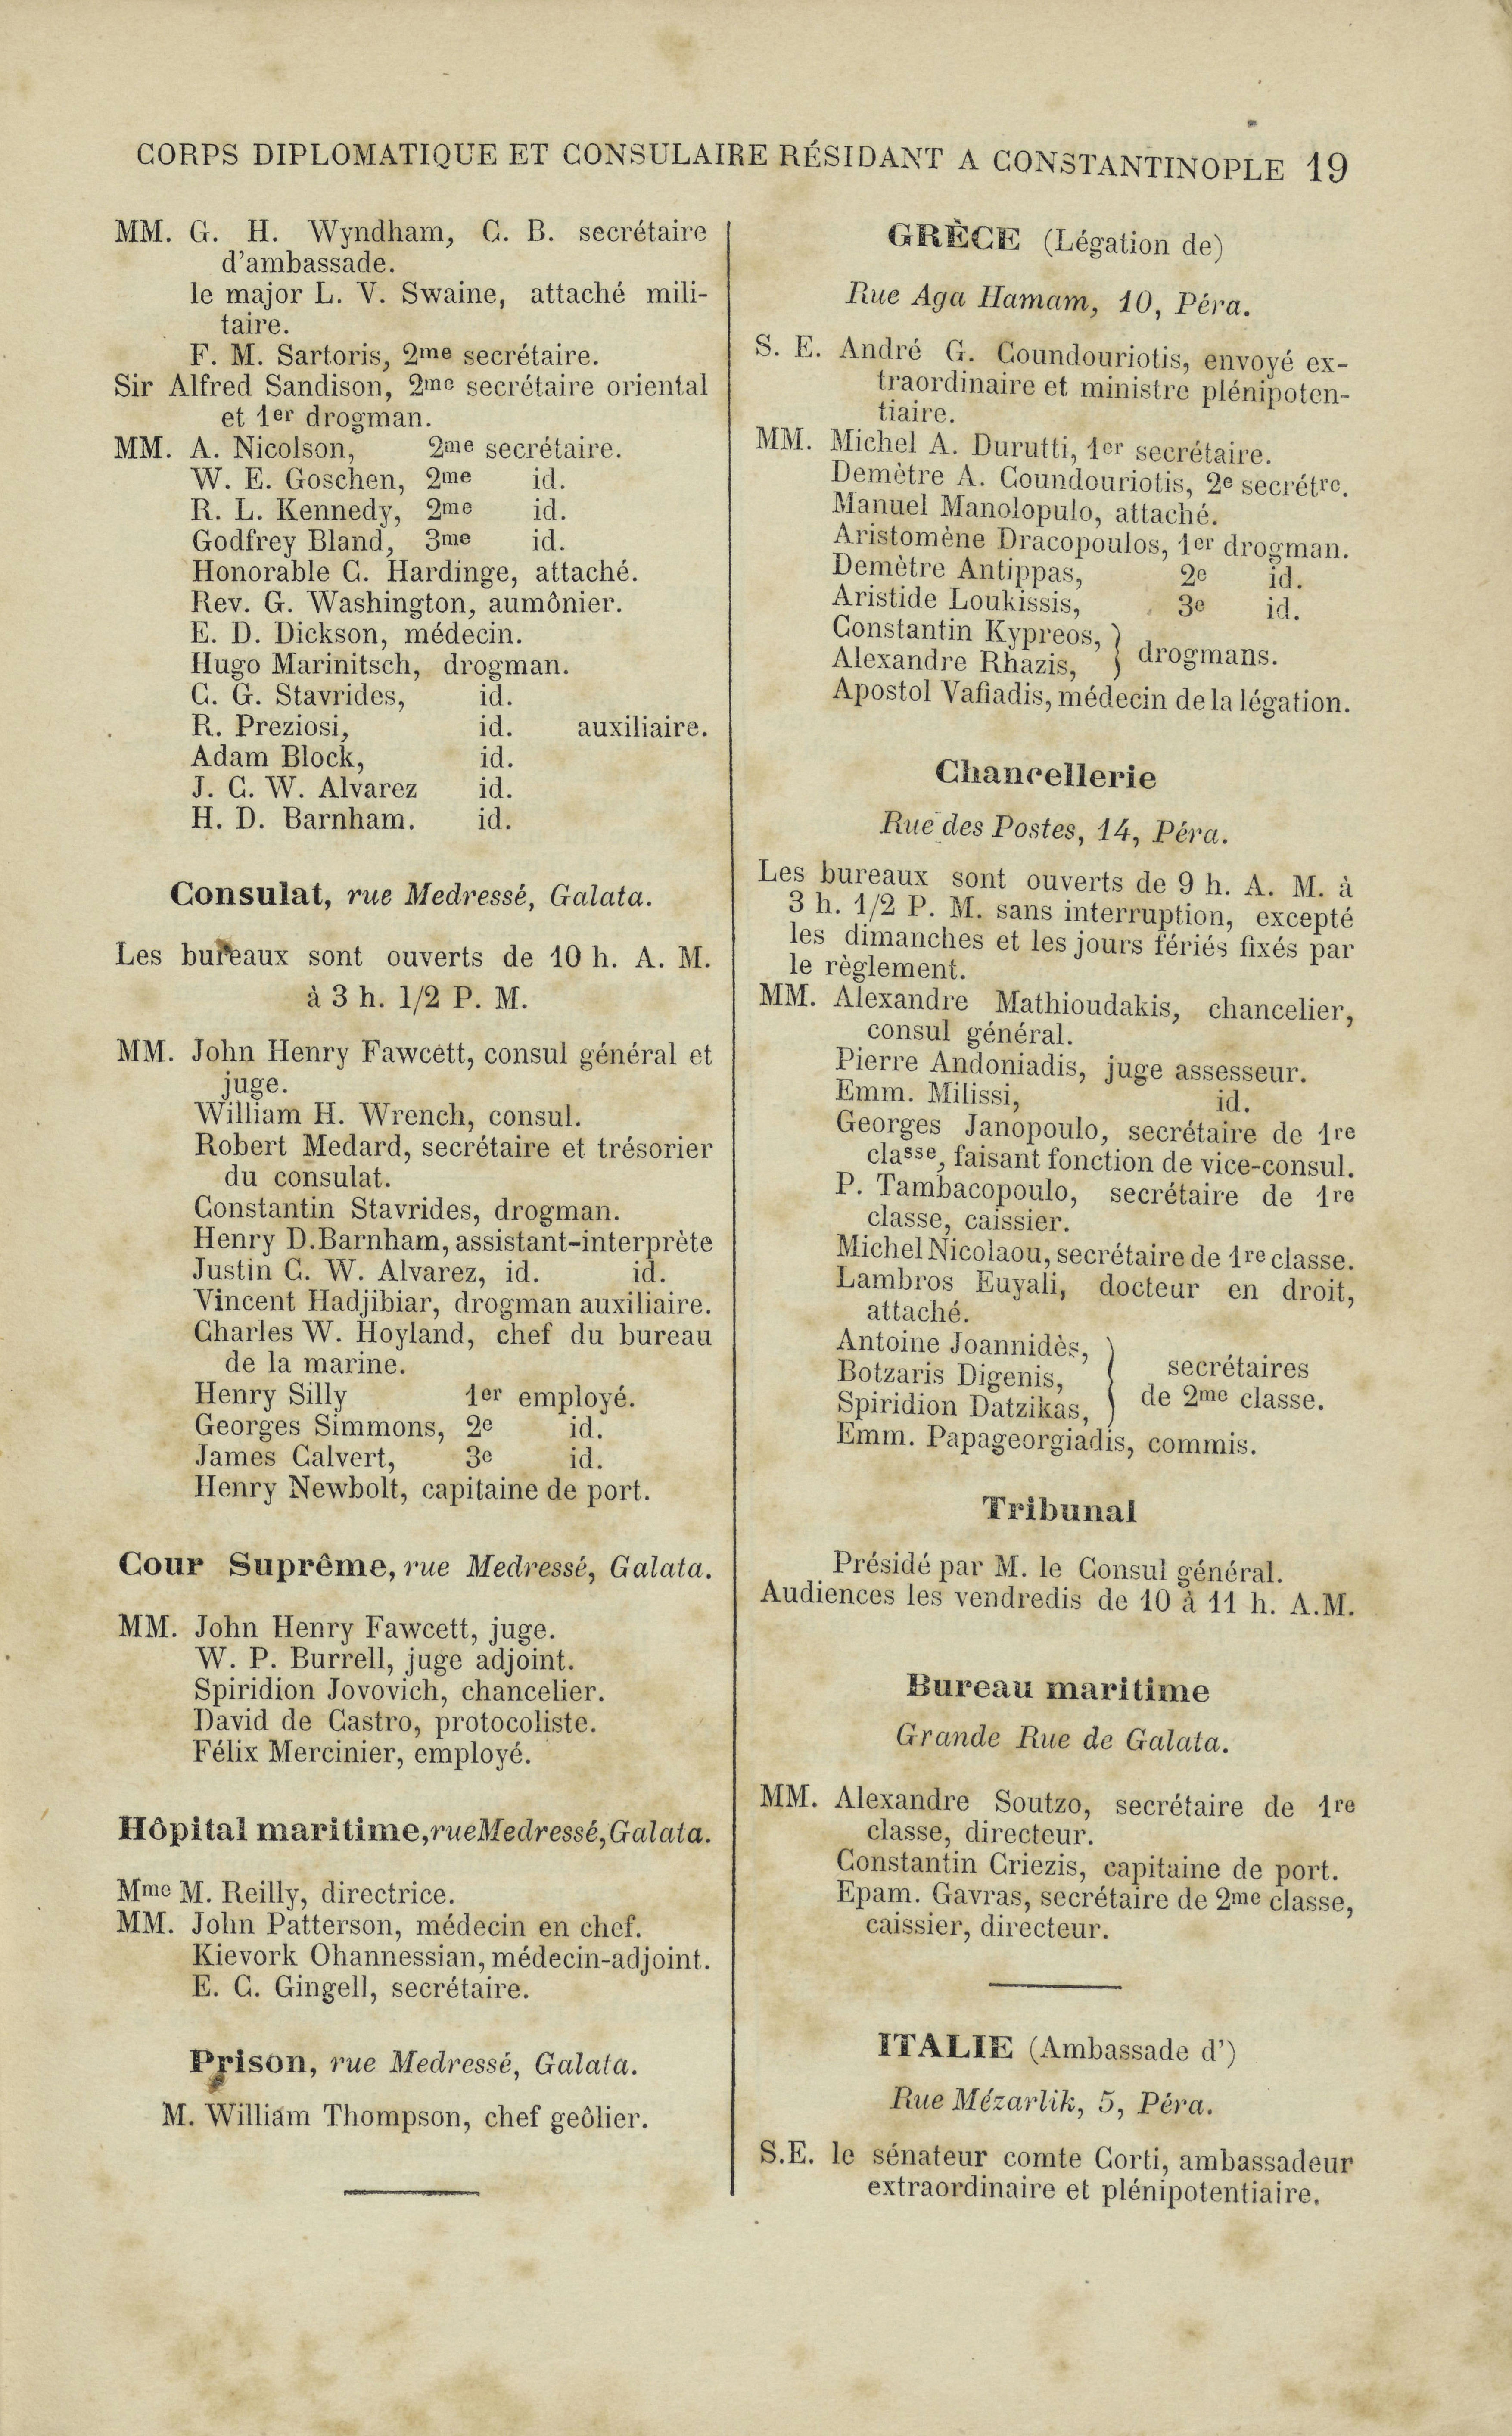 CORPS DIPLOMATIQUE ET CONSULAIRE RÉSIDANT A CONSTANTINOPLE 19
MM. G. H. Wyndham, C. B. secrétaire
d'ambassade.
le major L. V. Swaine, attaché mili-
taire.
F. M. Sartoris, 2me secrétaire.
Sir Alfred Sandison, 2me secrétaire oriental
et 1er drogman.
MM. A. Nicolson, 2me secrétaire.
W. E. Goschen, 2me id.
R. L. Kennedy, 2me id.
Godfrey Bland, 3me id.
Honorable C. Hardinge, attaché.
Rev. G. Washington, aumônier.
E. D. Dickson, médecin.
Hugo Marinitsch, drogman.
C. G. Stavrides, id.
R. Preziosi, id. auxiliaire.
Adam Block, id.
J. C. W. Alvarez id.
H. D. Barnham. id.
Consulat, rue Medressé, Galata.
Les bureaux sont ouverts de 10 h. A. M.
à 3 h. 1/2 P. M.
MM. John Henry Fawcett, consul général et
juge.
William H. Wrench, consul.
Robert Medard, secrétaire et trésorier
du consulat.
Constantin Stavrides, drogman.
Henry D. Barnham, assistant-interprète
Justin C. W. Alvarez, id. id.
Vincent Hadjibiar, drogman auxiliaire.
Charles W. Hoyland, chef du bureau
de la marine.
Henry Silly 1er employé.
Georges Simmons, 2e id.
James Calvert, 3e id.
Henry Newbolt, capitaine de port.
Cour Suprême, rue Medressé, Galata.
MM. John Henry Fawcett, juge.
W. P. Burrell, juge adjoint.
Spiridion Jovovich, chancelier.
David de Castro, protocoliste.
Félix Mercinier, employé.
Hôpital maritime, rue Medressé, Galata.
Mme M. Reilly, directrice.
MM. John Patterson, médecin en chef.
Kievork Ohannessian, médecin-adjoint.
E. C. Gingell, secrétaire.
Prison, rue Medressé, Galata.
M. William Thompson, chef geôlier.
GRÈCE (Légation de)
Rue Aga Hamam, 10, Péra.
S. E. André G. Coundouriotis, envoyé ex-
traordinaire et ministre plénipoten-
tiaire.
MM. Michel A. Durutti, 1er secrétaire.
Demètre A. Coundouriotis, 2e secrétre.
Manuel Manolopulo, attaché.
Aristomène Dracopoulos, 1er drogman.
Demètre Antippas, 2e id.
Aristide Loukissis, 3e id.
Constantin Kypreos, } drogmans.
Alexandre Rhazis,
Apostol Vafiadis, médecin de la légation.
Chancellerie
Rue des Postes, 14, Péra.
Les bureaux sont ouverts de 9 h. A. M. à
3 h. 1/2 P. M. sans interruption, excepté
les dimanches et les jours fériés fixés par
le règlement.
MM. Alexandre Mathioudakis, chancelier,
consul général.
Pierre Andoniadis, juge assesseur.
Emm. Milissi, id.
Georges Janopoulo, secrétaire de 1re
classe, faisant fonction de vice-consul.
P. Tambacopoulo, secrétaire de 1re
classe, caissier.
Michel Nicolaou, secrétaire de 1re classe.
Lambros Euyali, docteur en droit,
attaché.
Antoine Joannidès, } secrétaires
Botzaris Digenis, de 2me classe.
Spiridion Datzikas,
Emm. Papageorgiadis, commis.
Tribunal
Présidé par M. le Consul général.
Audiences les vendredis de 10 à 11 h. A.M.
Bureau maritime
Grande Rue de Galata.
MM. Alexandre Soutzo, secrétaire de 1re
classe, directeur.
Constantin Criezis, capitaine de port.
Epam. Gavras, secrétaire de 2me classe,
caissier, directeur.
ITALIE (Ambassade d')
Rue Mézarlik, 5, Péra.
S.E. le sénateur comte Corti, ambassadeur
extraordinaire et plénipotentiaire.